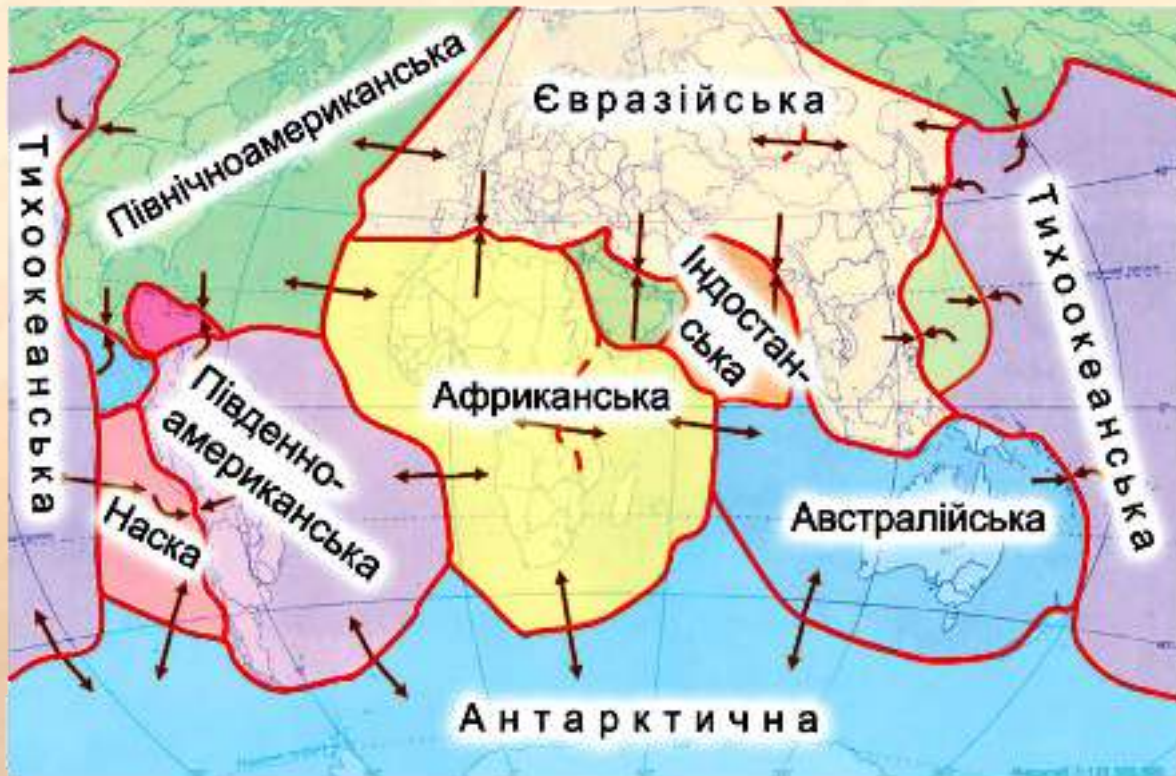 Північноамериканська
Євразійська
Тихоокеанська
Тихоокеанська
Індостан-
ська
Південно-
американська
Африканська
Наска
Австралійська
Антарктична